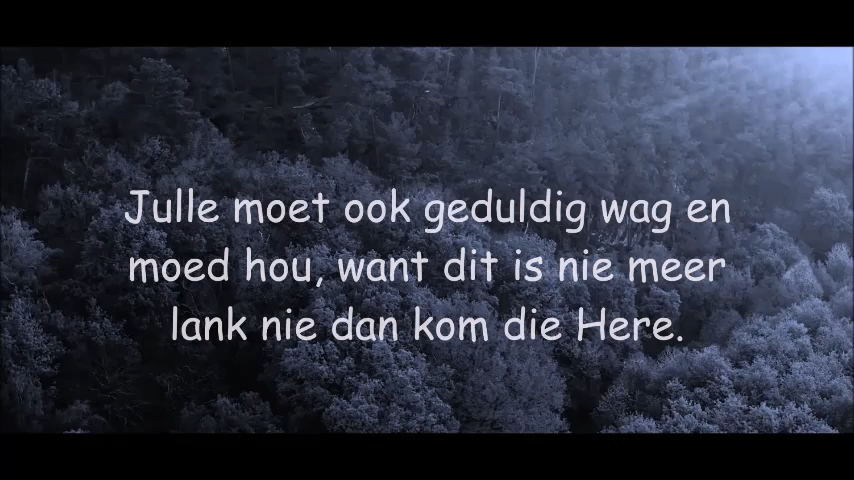 Julle moet ook geduldig wag en
moed hou, want dit is nie meer
lank nie dan kom die Here.